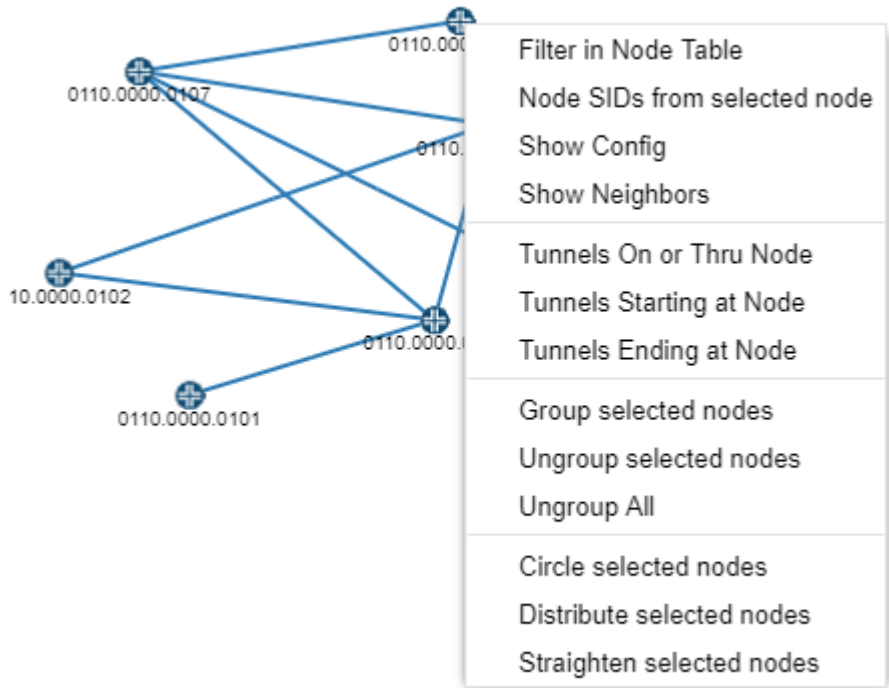 0110.000
0110.0000.0107
0110.
10.0000.0102
0110.0000.
0110.0000.0101
Filter in Node Table
Node SIDs from selected node
Show Config
Show Neighbors
Tunnels On or Thru Node
Tunnels Starting at Node
Tunnels Ending at Node
Group selected nodes
Ungroup selected nodes
Ungroup All
Circle selected nodes
Distribute selected nodes
Straighten selected nodes